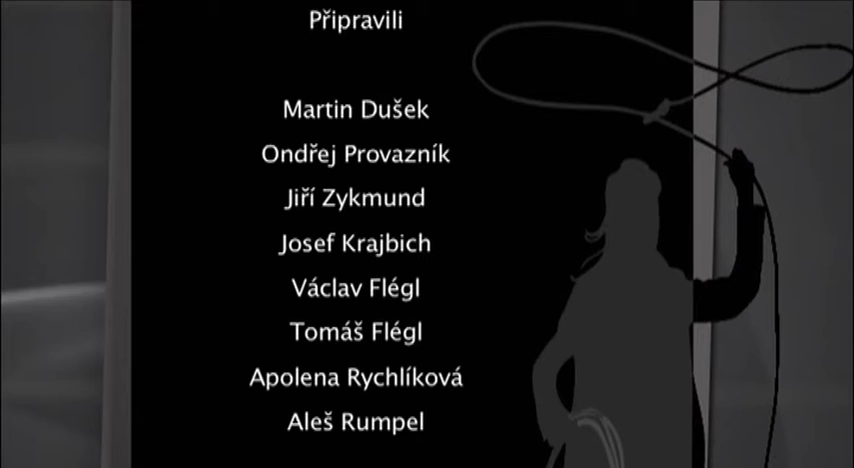 Připravili
Martin Dušek
Ondřej Provazník
Jiří Zykmund
Josef Krajbich
Václav Flégl
Tomáš Flégl
Apolena Rychlíková
Aleš Rumpel